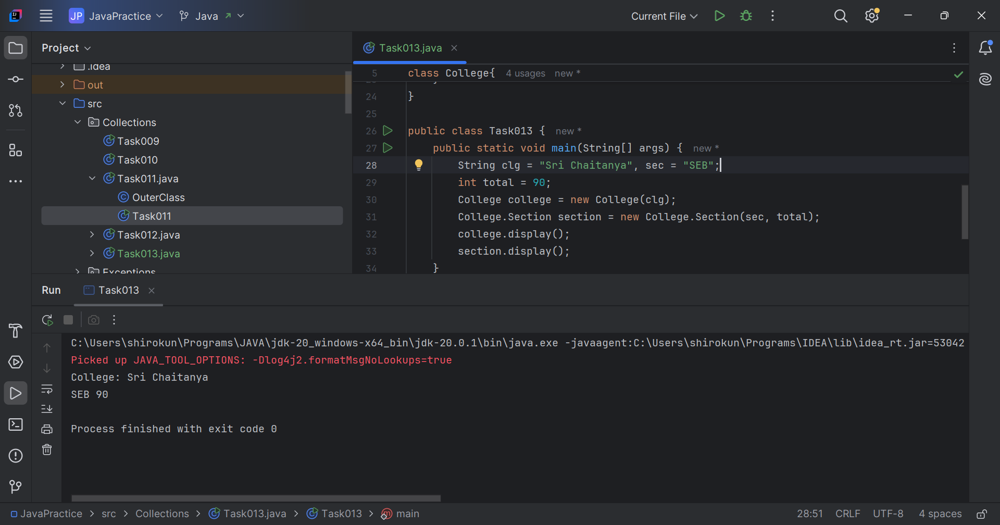 JP JavaPractice Java Current File
Project
.idea
out
src
Collections
Task009
Task010
Task011.java
OuterClass
Task011
Task012.java
Task013.java
Exceptions
Task013.java
5 class College{ 4 usages new *
24 }
25
26 public class Task013 { new *
27 public static void main(String[] args) { new *
28 String clg = "Sri Chaitanya", sec = "SEB";
29 int total = 90;
30 College college = new College(clg);
31 College.Section section = new College.Section(sec, total);
32 college.display();
33 section.display();
34 }
Run Task013
C:\Users\shirokun\Programs\JAVA\jdk-20_windows-x64_bin\jdk-20.0.1\bin\java.exe -javaagent:C:\Users\shirokun\Programs\IDEA\lib\idea_rt.jar=53042
Picked up JAVA_TOOL_OPTIONS: -Dlog4j2.formatMsgNoLookups=true
College: Sri Chaitanya
SEB 90
Process finished with exit code 0
JavaPractice > src > Collections > Task013.java > Task013 > main 28:51 CRLF UTF-8 4 spaces